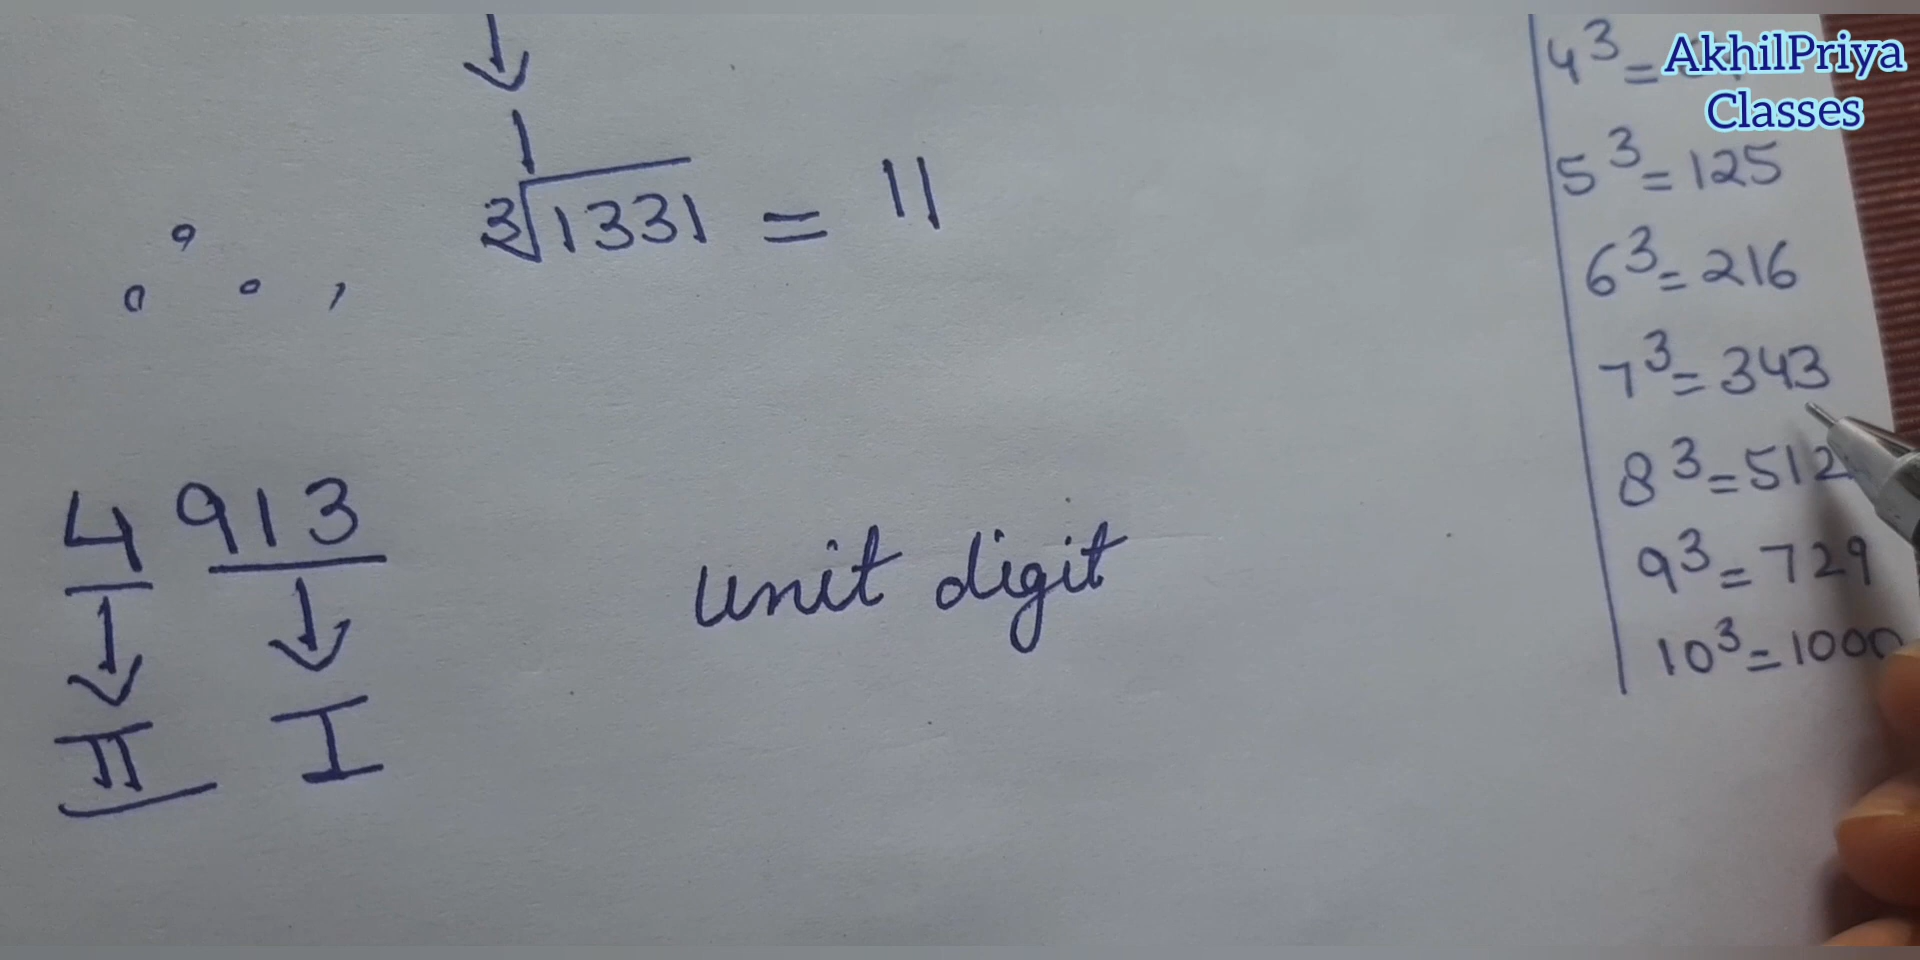 ∛1331 = 11
∴,
4 913
II I
unit digit
4³ =
5³ = 125
6³ = 216
7³ = 343
8³ = 512
9³ = 729
10³ = 1000
AkhilPriya
Classes